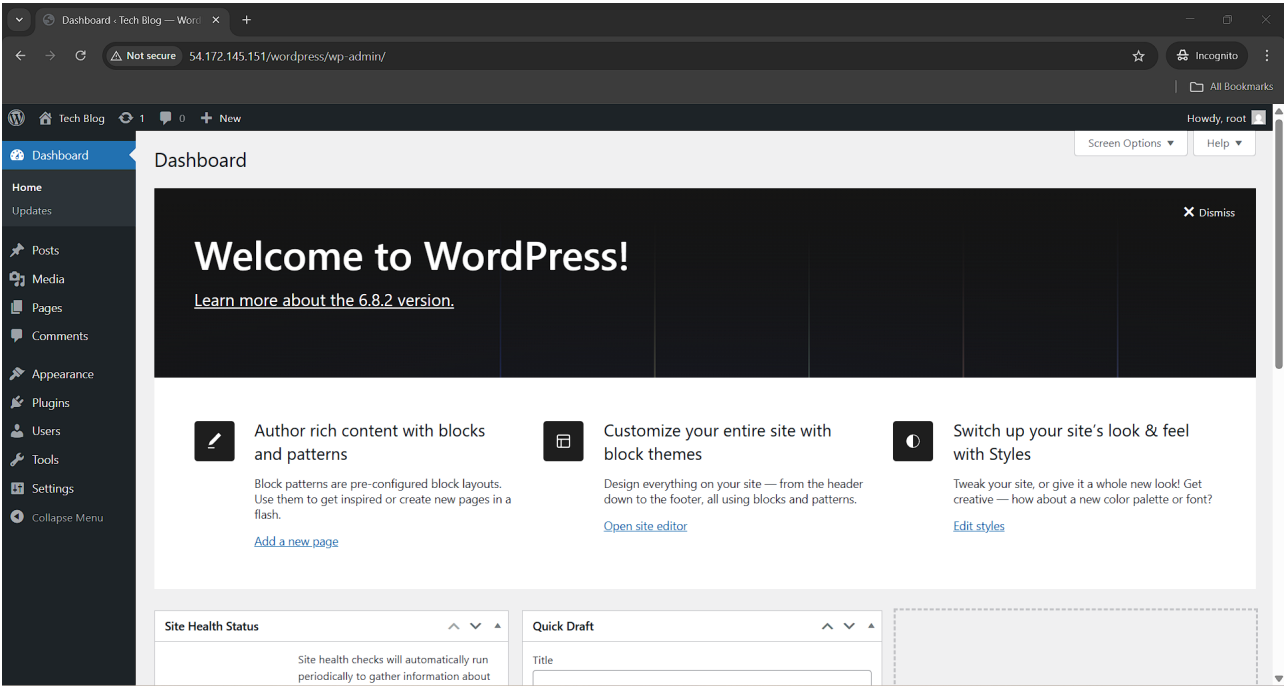 Dashboard ‹ Tech Blog — Word
Not secure
54.172.145.151/wordpress/wp-admin/
Incognito
All Bookmarks
Tech Blog
1
0
New
Howdy, root
Dashboard
Home
Updates
Posts
Media
Pages
Comments
Appearance
Plugins
Users
Tools
Settings
Collapse Menu
Dashboard
Screen Options
Help
Dismiss
Welcome to WordPress!
Learn more about the 6.8.2 version.
Author rich content with blocks
and patterns
Block patterns are pre-configured block layouts.
Use them to get inspired or create new pages in a
flash.
Add a new page
Customize your entire site with
block themes
Design everything on your site — from the header
down to the footer, all using blocks and patterns.
Open site editor
Switch up your site’s look & feel
with Styles
Tweak your site, or give it a whole new look! Get
creative — how about a new color palette or font?
Edit styles
Site Health Status
Site health checks will automatically run
periodically to gather information about
Quick Draft
Title